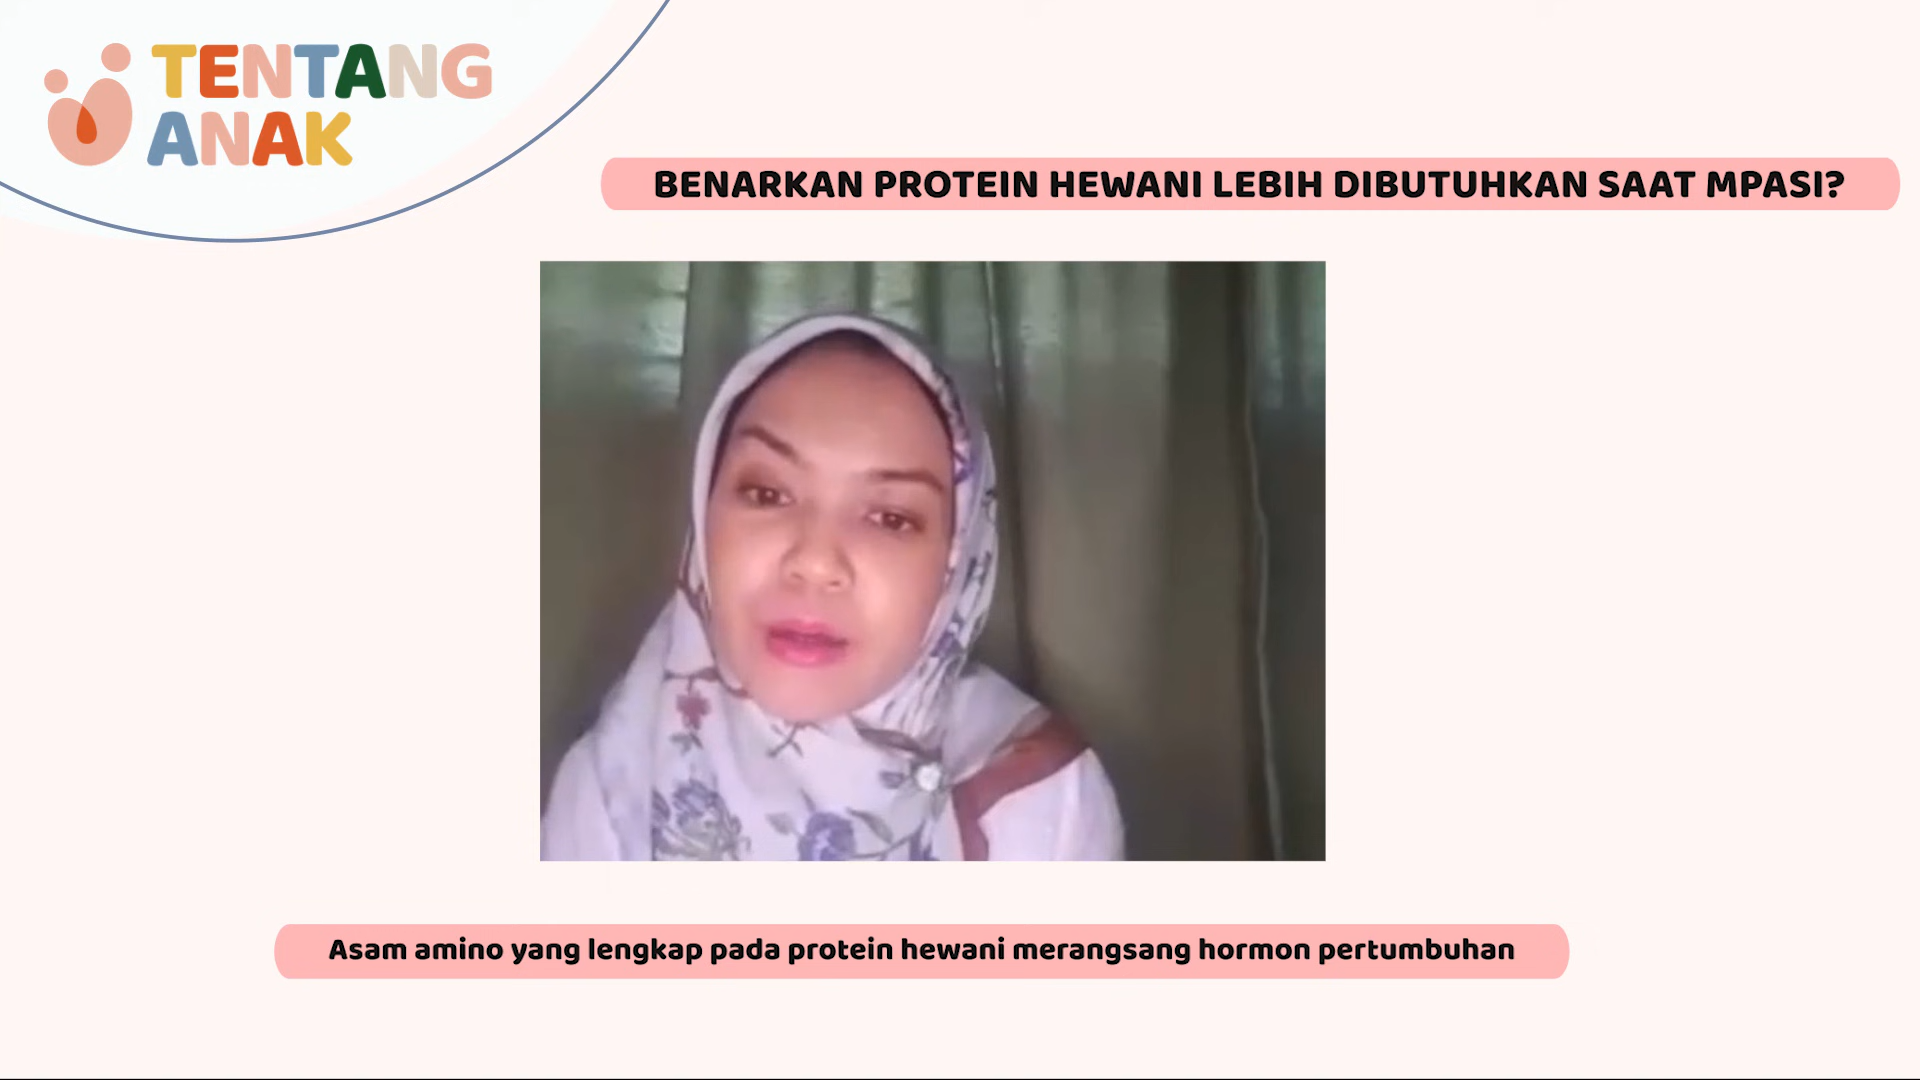 TENTANG
ANAK
BENARKAN PROTEIN HEWANI LEBIH DIBUTUHKAN SAAT MPASI?
Asam amino yang lengkap pada protein hewani merangsang hormon pertumbuhan